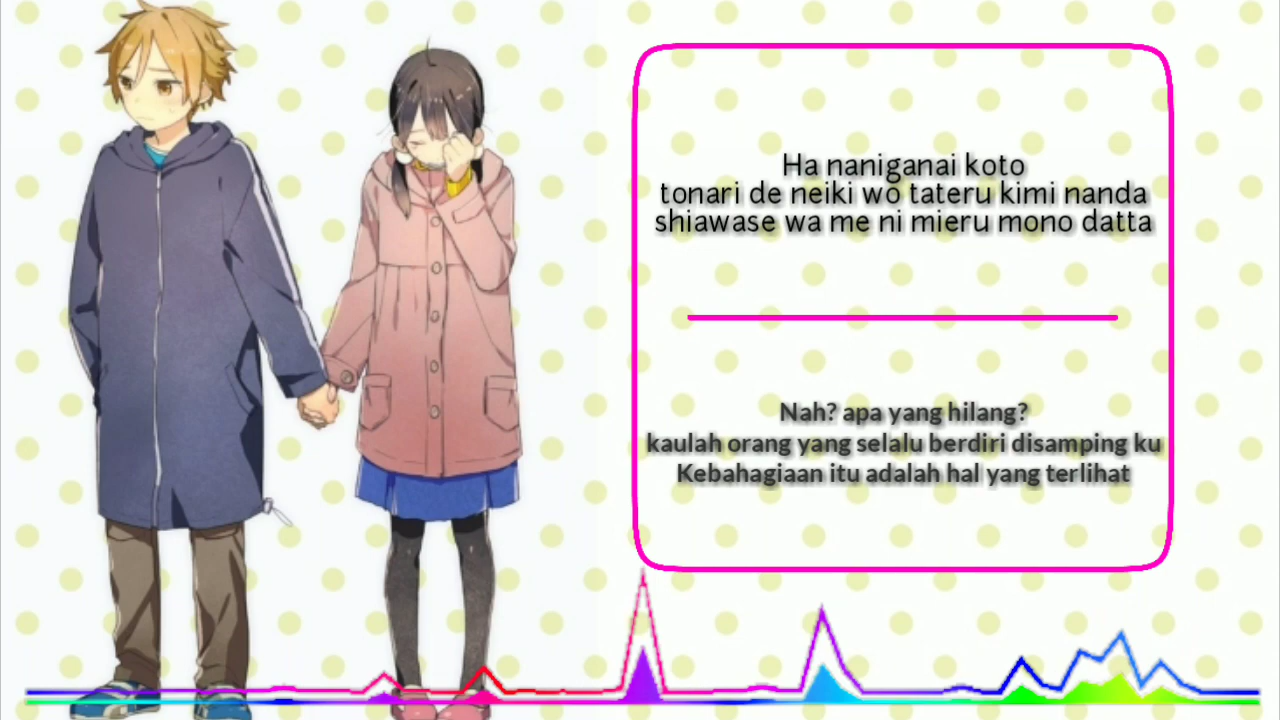 Ha naniganai koto
tonari de neiki wo tateru kimi nanda
shiawase wa me ni mieru mono datta
Nah? apa yang hilang?
kaulah orang yang selalu berdiri disamping ku
Kebahagiaan itu adalah hal yang terlihat